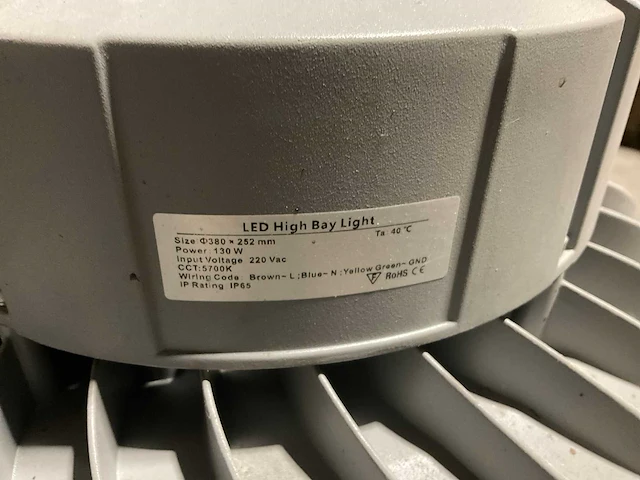 LED High Bay Light
Size Φ380 × 252 mm Ta: 40 ℃
Power: 130 W
Input Voltage: 220 Vac
CCT:5700K
Wiring Code: Brown-L ;Blue-N ;Yellow Green-GND
IP Rating: IP65
F RoHS CE